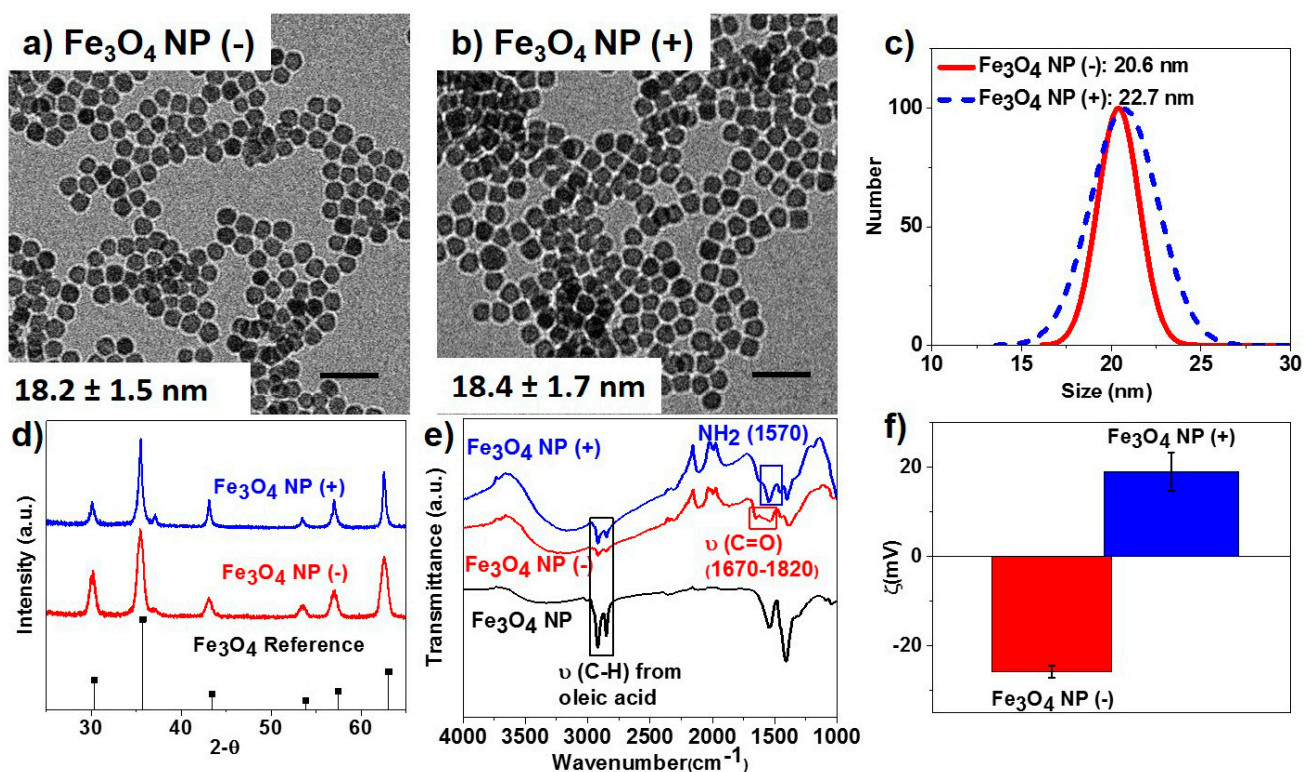 a) Fe₃O₄ NP (-)
18.2 ± 1.5 nm
b) Fe₃O₄ NP (+)
18.4 ± 1.7 nm
c)
Fe₃O₄ NP (-): 20.6 nm
Fe₃O₄ NP (+): 22.7 nm
Number
100
50
0
10 15 20 25 30
Size (nm)
d)
Fe₃O₄ NP (+)
Fe₃O₄ NP (-)
Fe₃O₄ Reference
Intensity (a.u.)
30 40 50 60
2-θ
e)
Fe₃O₄ NP (+)
NH₂ (1570)
Fe₃O₄ NP (-)
υ (C=O)
(1670-1820)
Fe₃O₄ NP
υ (C-H) from
oleic acid
Transmittance (a.u.)
4000 3500 3000 2500 2000 1500 1000
Wavenumber(cm⁻¹)
f)
Fe₃O₄ NP (+)
Fe₃O₄ NP (-)
ζ(mV)
20
0
-20